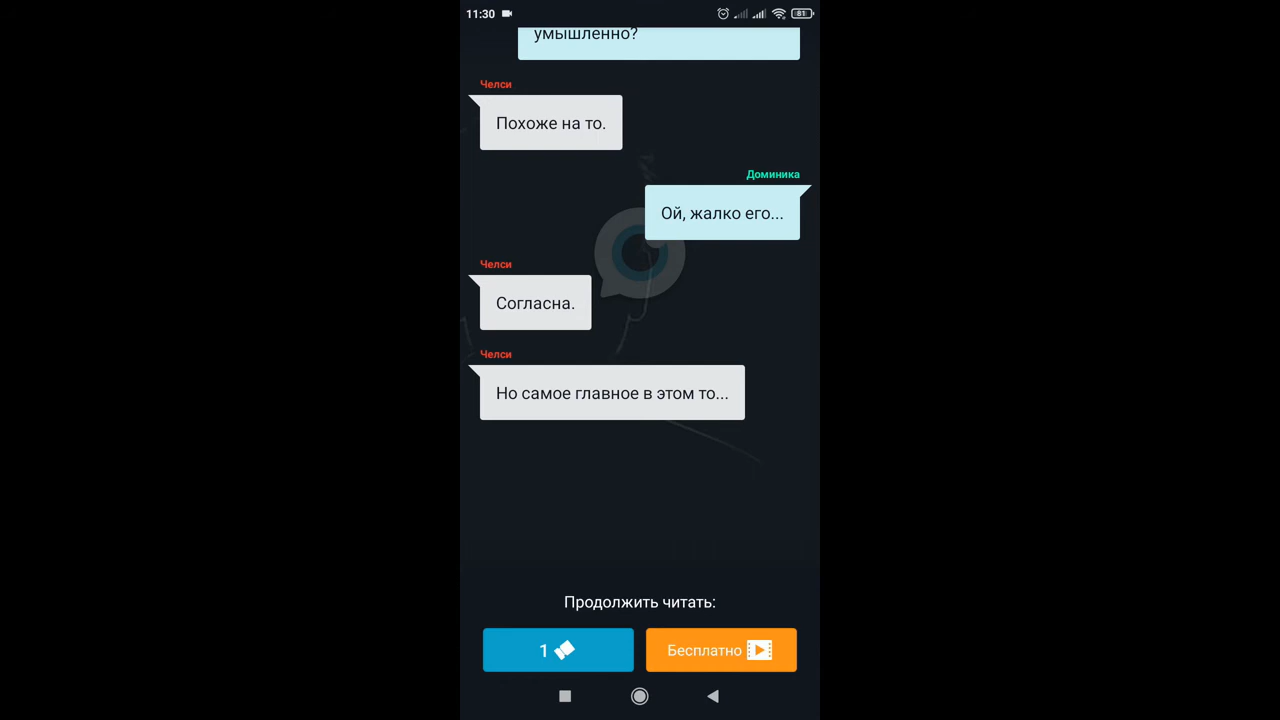 11:30
81
умышленно?
Челси
Похоже на то.
Доминика
Ой, жалко его...
Челси
Согласна.
Челси
Но самое главное в этом то...
Продолжить читать:
1
Бесплатно